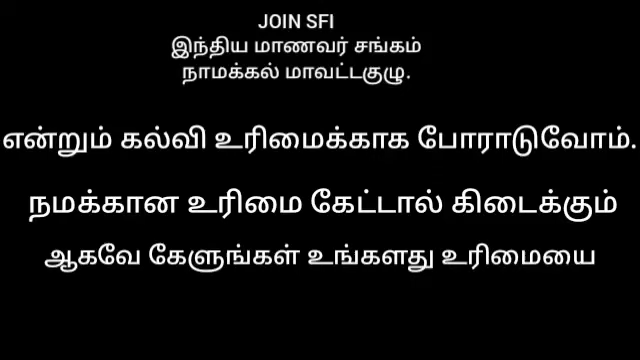 JOIN SFI
இந்திய மாணவர் சங்கம்
நாமக்கல் மாவட்டகுழு.
என்றும் கல்வி உரிமைக்காக போராடுவோம்.
நமக்கான உரிமை கேட்டால் கிடைக்கும்
ஆகவே கேளுங்கள் உங்களது உரிமையை